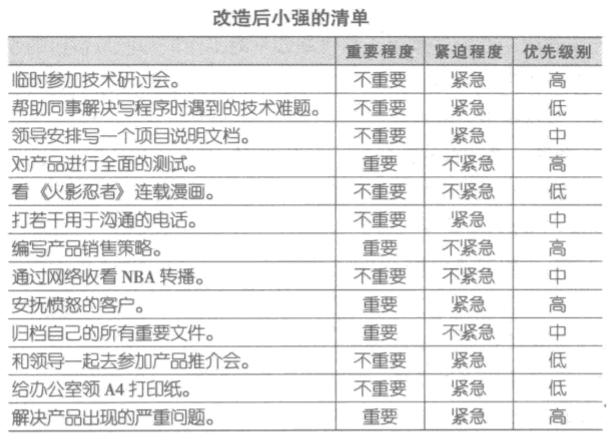 改造后小强的清单
重要程度 紧迫程度 优先级别
临时参加技术研讨会。 不重要 紧急 高
帮助同事解决写程序时遇到的技术难题。 不重要 紧急 低
领导安排写一个项目说明文档。 不重要 紧急 中
对产品进行全面的测试。 重要 不紧急 高
看《火影忍者》连载漫画。 不重要 不紧急 低
打若干用于沟通的电话。 不重要 紧急 中
编写产品销售策略。 重要 不紧急 高
通过网络收看 NBA 转播。 不重要 不紧急 中
安抚愤怒的客户。 重要 紧急 高
归档自己的所有重要文件。 重要 不紧急 中
和领导一起去参加产品推介会。 不重要 紧急 低
给办公室领 A4 打印纸。 不重要 紧急 低
解决产品出现的严重问题。 重要 紧急 高